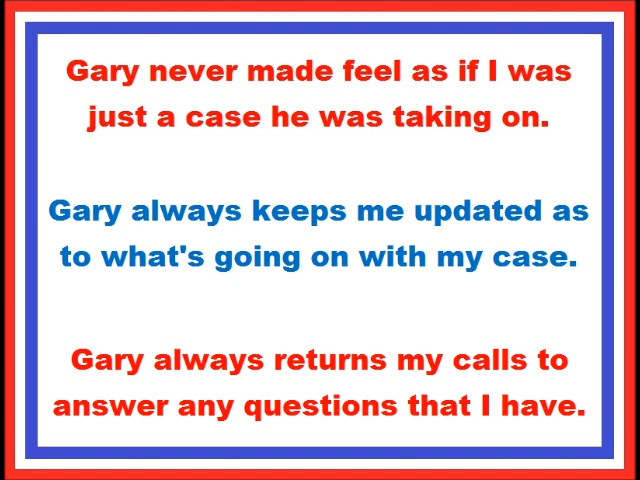 Gary never made feel as if I was
just a case he was taking on.
Gary always keeps me updated as
to what's going on with my case.
Gary always returns my calls to
answer any questions that I have.